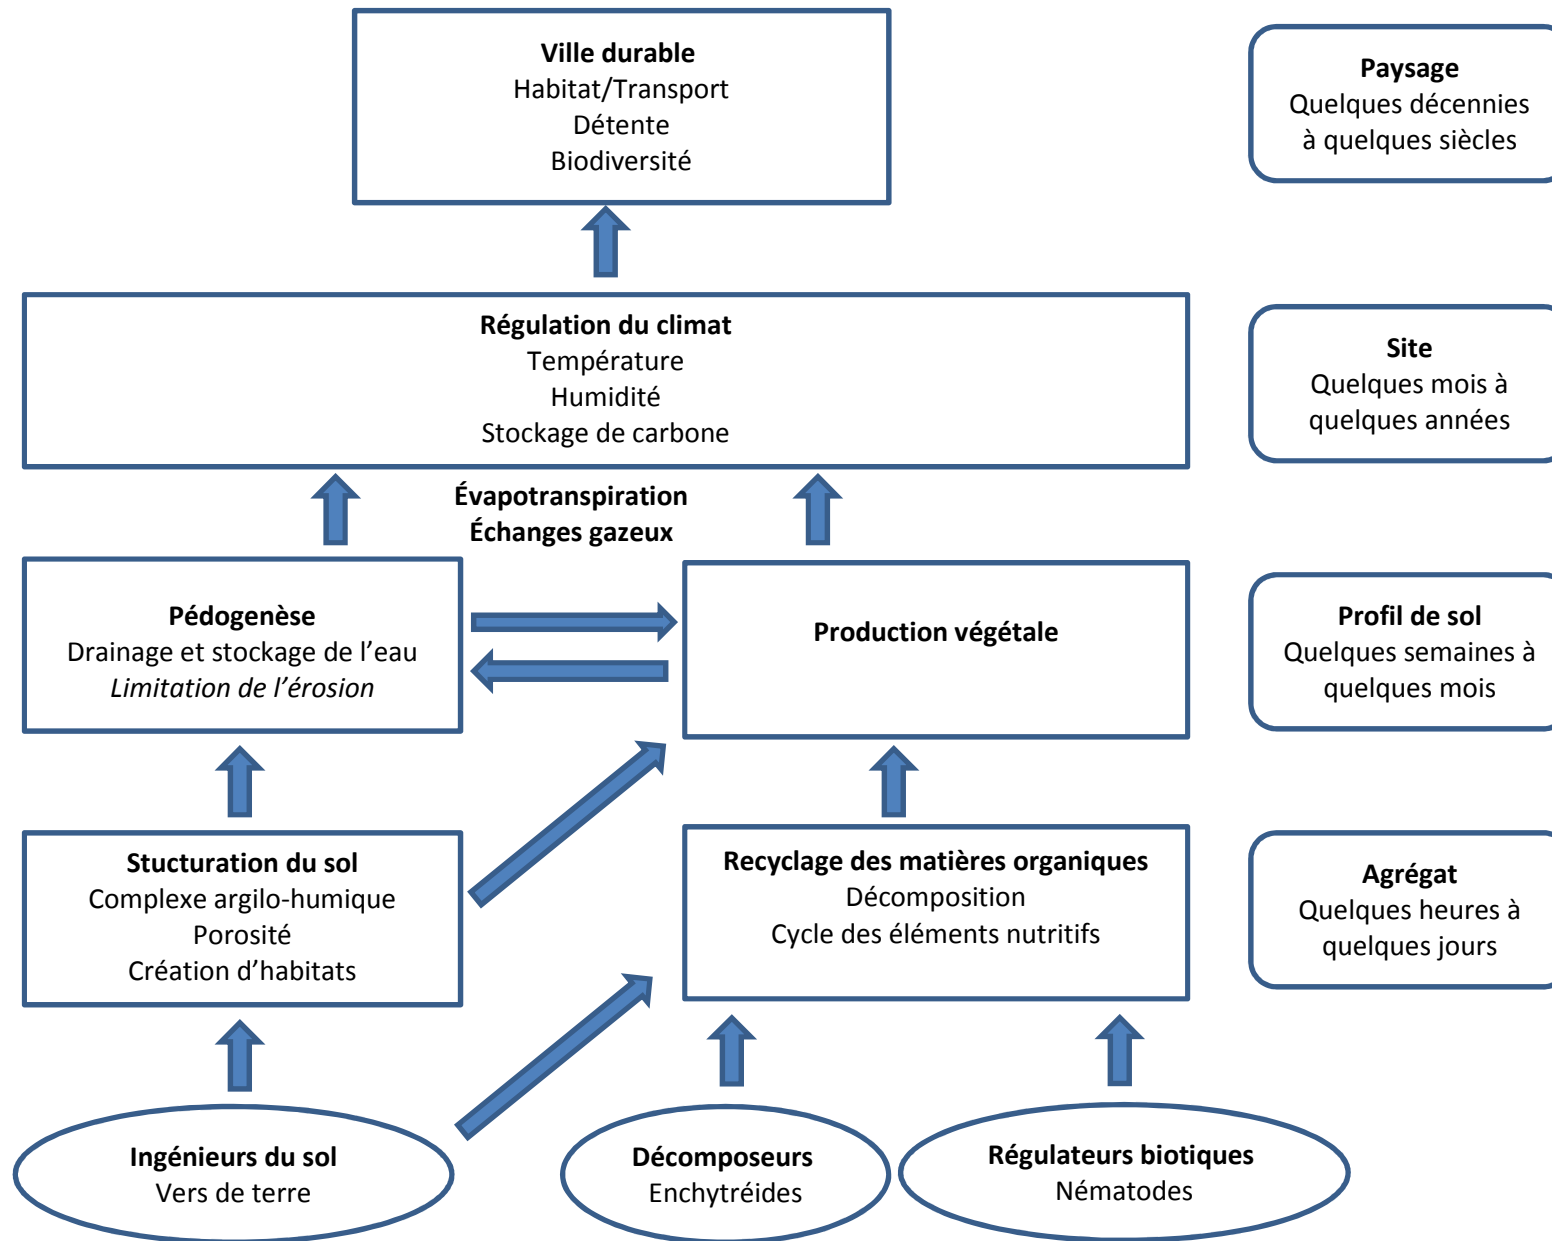 Ville durable
Habitat/Transport
Détente
Biodiversité
Paysage
Quelques décennies
à quelques siècles
Régulation du climat
Température
Humidité
Stockage de carbone
Site
Quelques mois à
quelques années
Évapotranspiration
Échanges gazeux
Pédogenèse
Drainage et stockage de l’eau
Limitation de l’érosion
Production végétale
Profil de sol
Quelques semaines à
quelques mois
Stucturation du sol
Complexe argilo-humique
Porosité
Création d’habitats
Recyclage des matières organiques
Décomposition
Cycle des éléments nutritifs
Agrégat
Quelques heures à
quelques jours
Ingénieurs du sol
Vers de terre
Décomposeurs
Enchytréides
Régulateurs biotiques
Nématodes